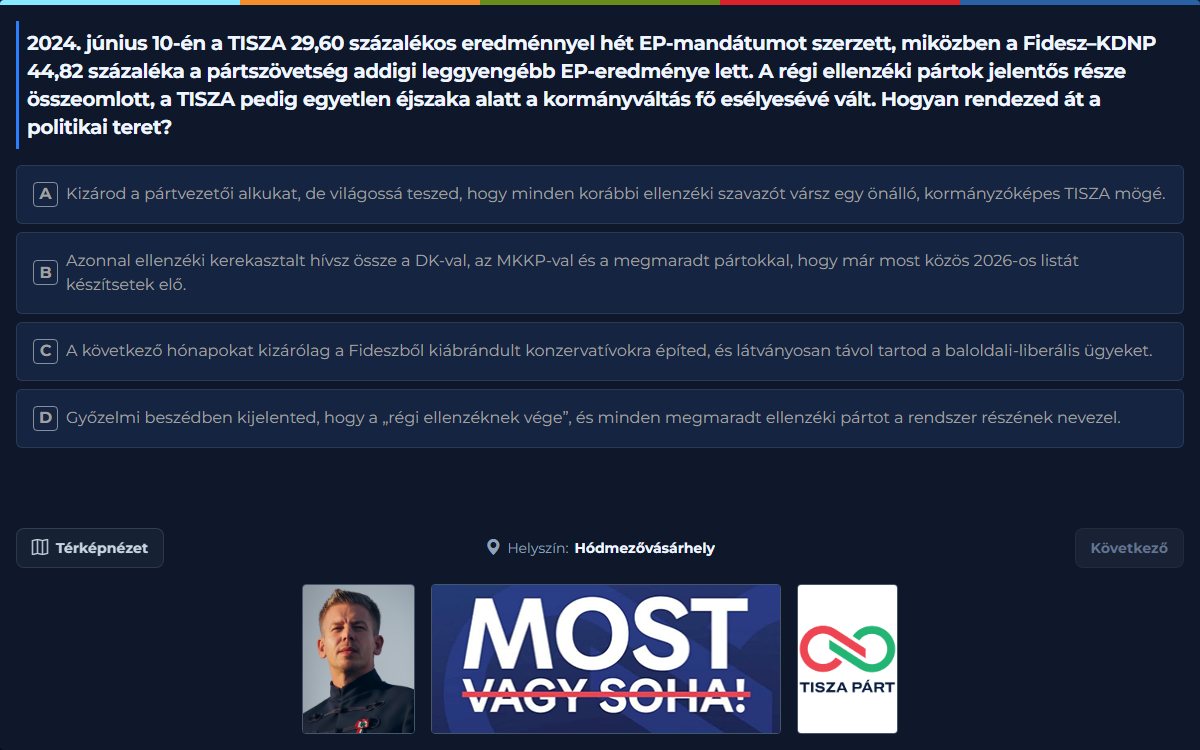 2024. június 10-én a TISZA 29,60 százalékos eredménnyel hét EP-mandátumot szerzett, miközben a Fidesz–KDNP
44,82 százaléka a pártszövetség addigi leggyengébb EP-eredménye lett. A régi ellenzéki pártok jelentős része
összeomlott, a TISZA pedig egyetlen éjszaka alatt a kormányváltás fő esélyesévé vált. Hogyan rendezed át a
politikai teret?
A Kizárod a pártvezetői alkukat, de világossá teszed, hogy minden korábbi ellenzéki szavazót vársz egy önálló, kormányzóképes TISZA mögé.
B Azonnal ellenzéki kerekasztalt hívsz össze a DK-val, az MKKP-val és a megmaradt pártokkal, hogy már most közös 2026-os listát
készítsetek elő.
C A következő hónapokat kizárólag a Fideszből kiábrándult konzervatívokra építed, és látványosan távol tartod a baloldali-liberális ügyeket.
D Győzelmi beszédben kijelented, hogy a „régi ellenzéknek vége”, és minden megmaradt ellenzéki pártot a rendszer részének nevezel.
Térképnézet
Helyszín: Hódmezővásárhely
Következő
MOST
VAGY SOHA!
TISZA PÁRT